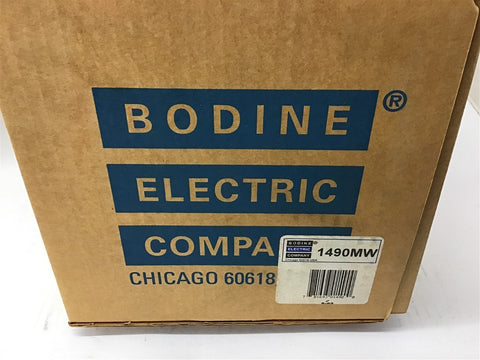 BODINE®
ELECTRIC
COMPA
CHICAGO 60618
BODINE
ELECTRIC
COMPANY
1490MW